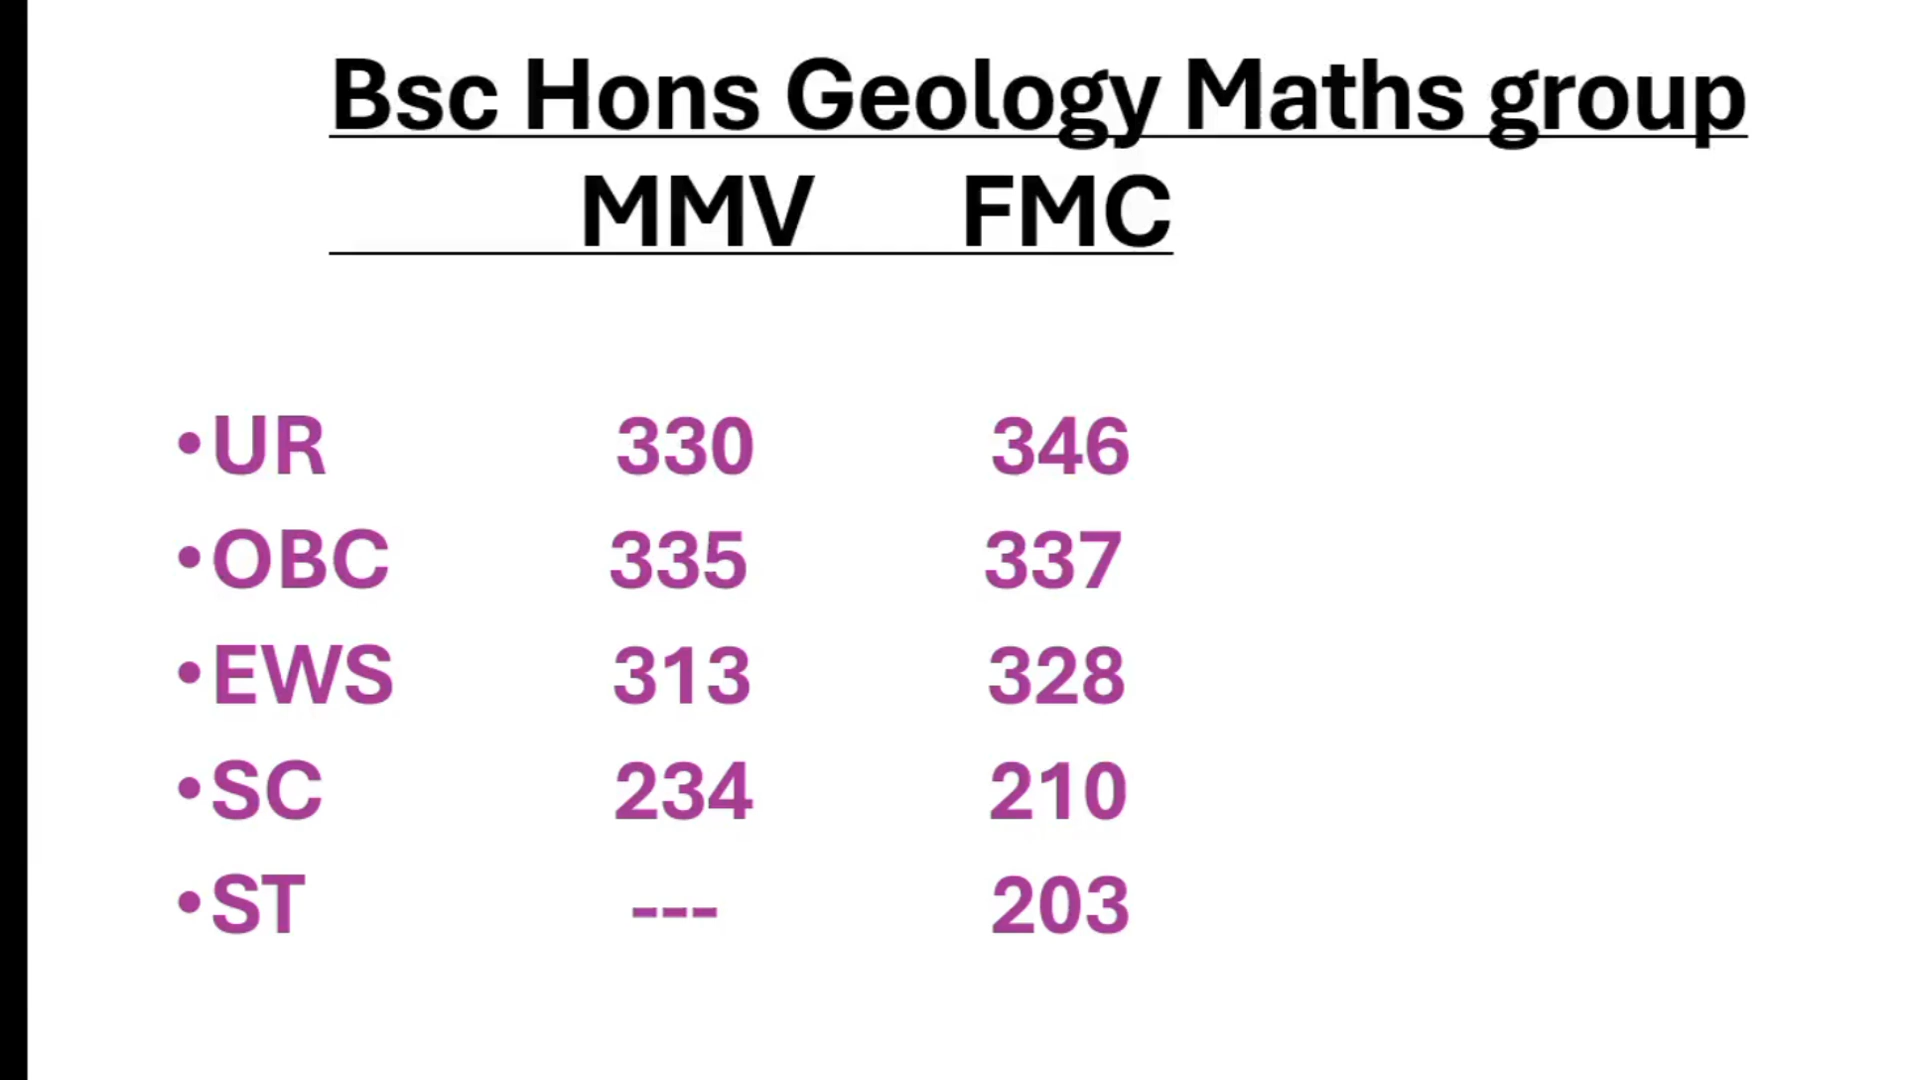 Bsc Hons Geology Maths group
MMV FMC
•UR 330 346
•OBC 335 337
•EWS 313 328
•SC 234 210
•ST --- 203